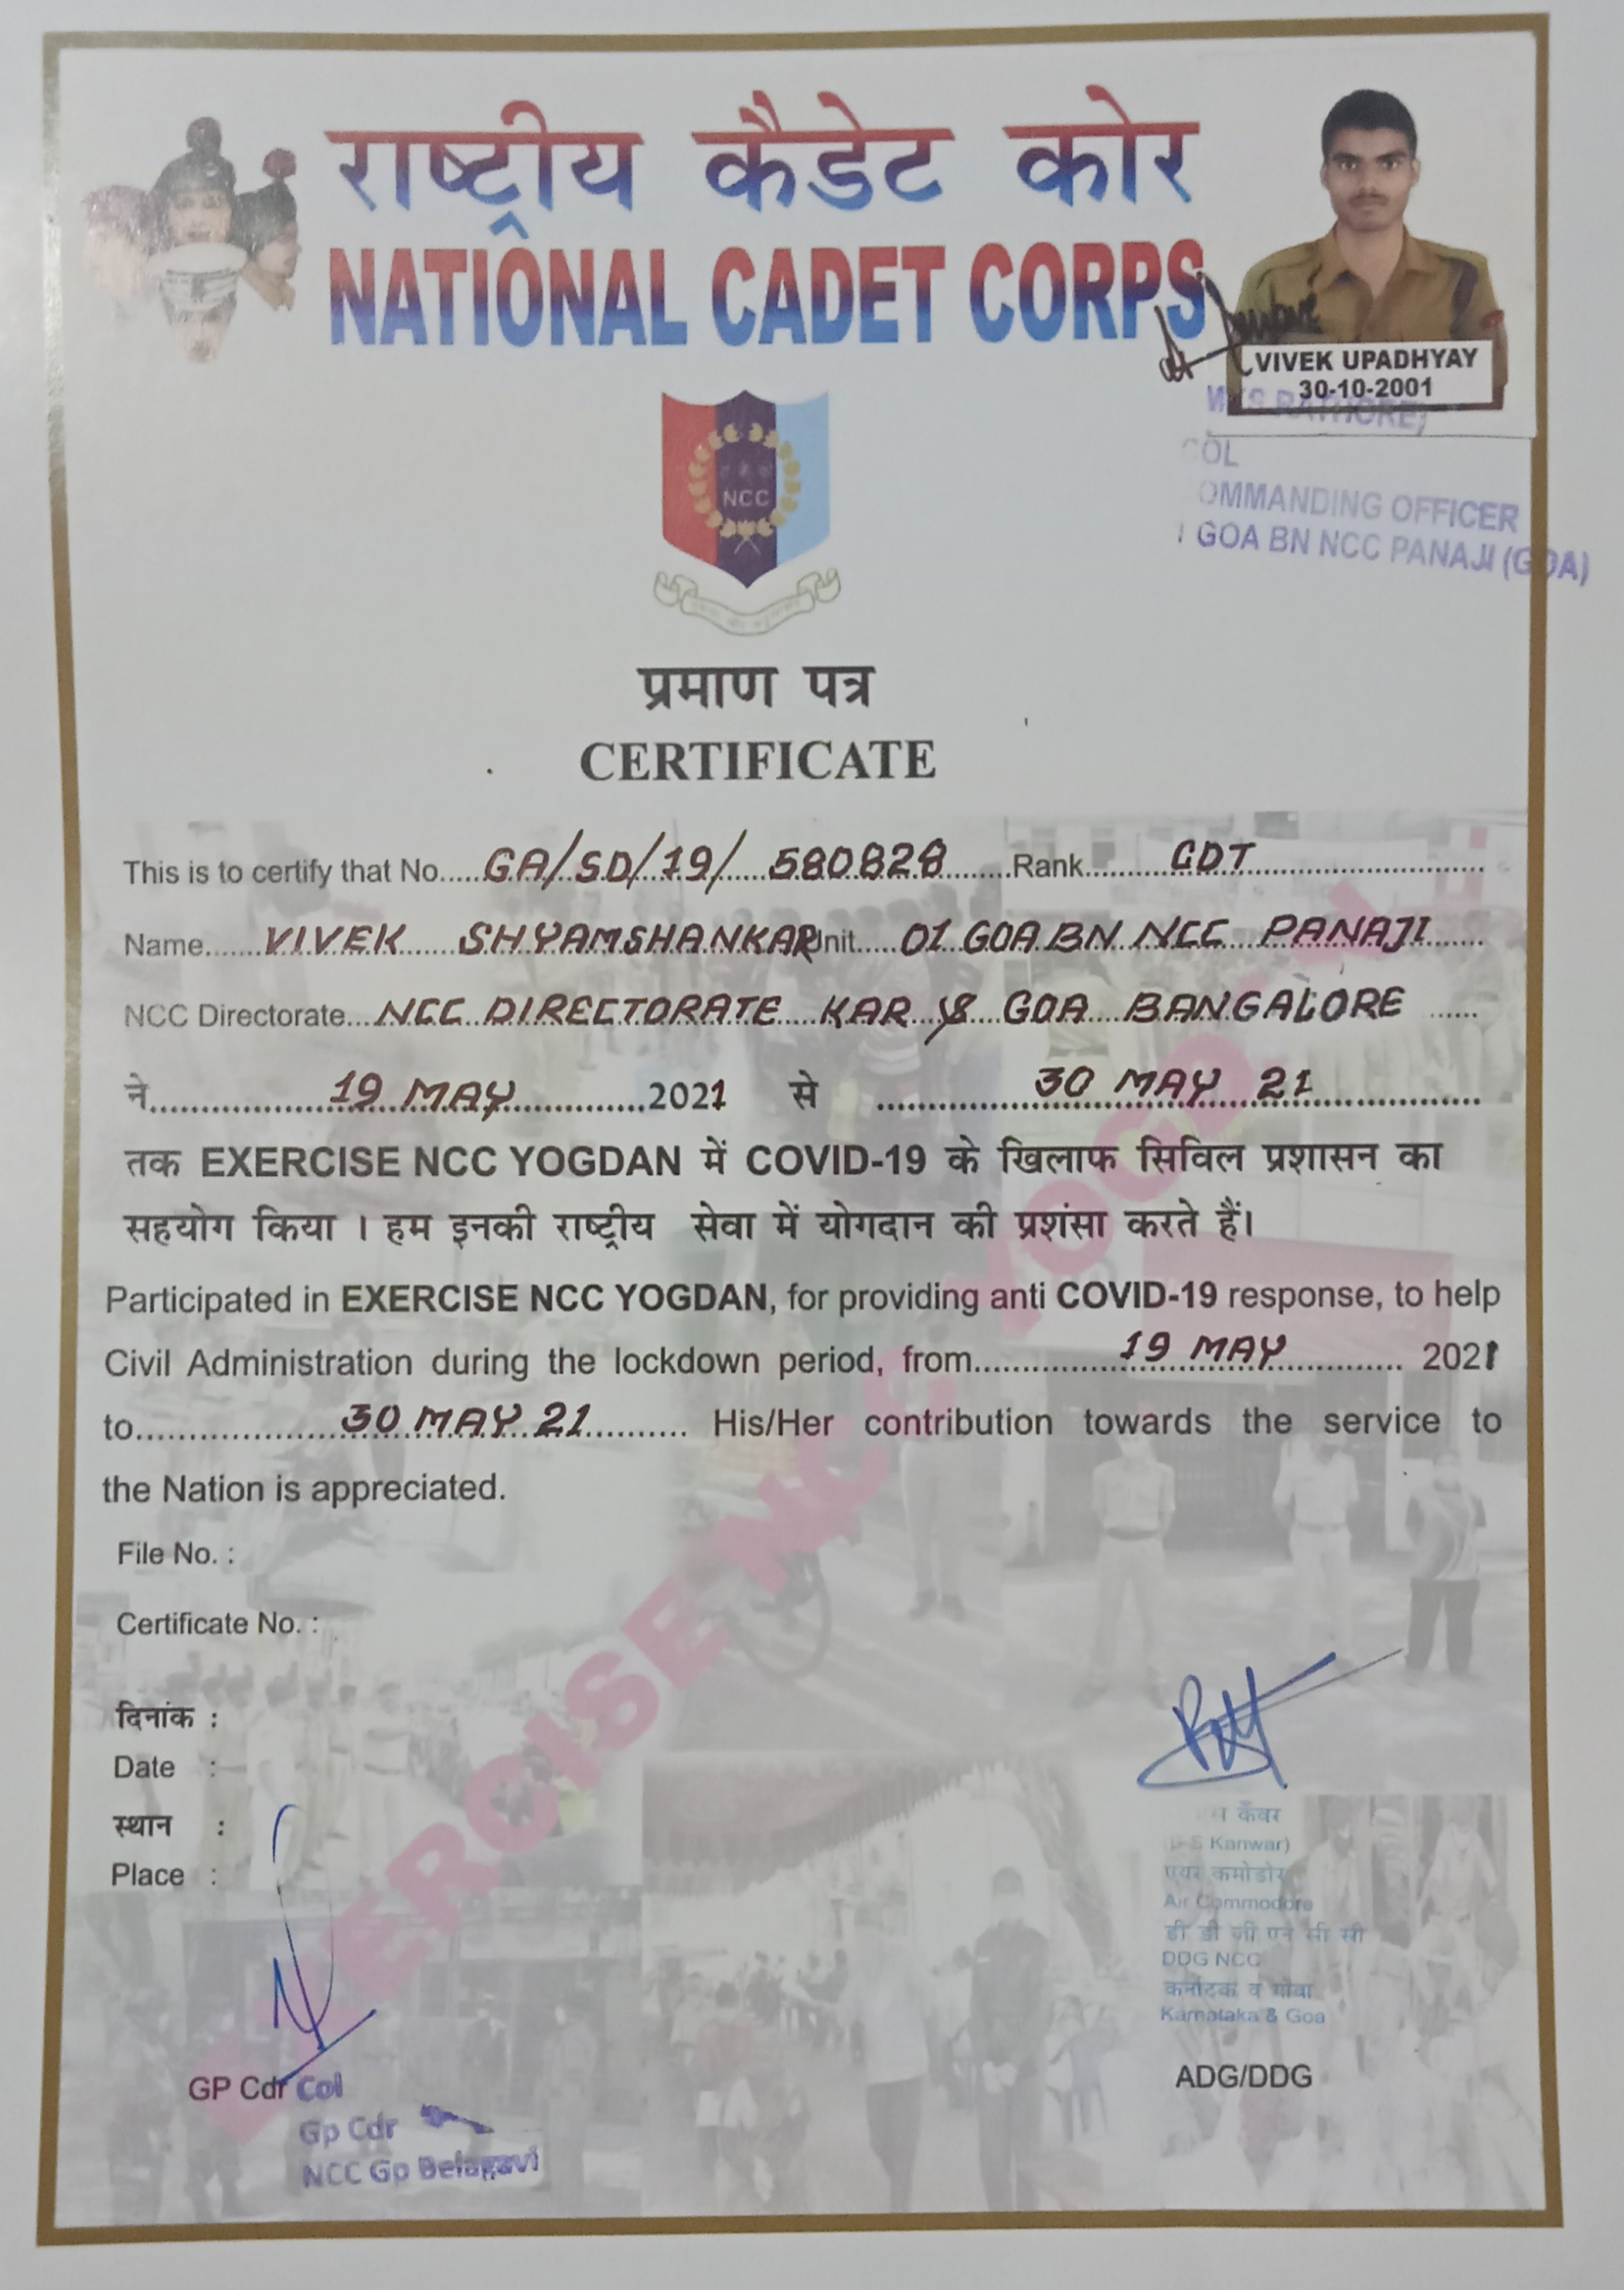 राष्ट्रीय कैडेट कोर
NATIONAL CADET CORPS
VIVEK UPADHYAY
30-10-2001
RATHORE)
COL
OMMANDING OFFICER
1 GOA BN NCC PANAJI (GOA)
NCC
प्रमाण पत्र
CERTIFICATE
This is to certify that No.....GA/SD/19/ 580828........Rank..........CDT..........
Name.......VIVEK SHYAMSHANKAR Unit.....01 GOA BN NCC PANAJI......
NCC Directorate...NCC DIRECTORATE KAR & GOA BANGALORE ......
ने..........19 MAY..........2021 से ..........30 MAY 21..........
तक EXERCISE NCC YOGDAN में COVID-19 के खिलाफ सिविल प्रशासन का
सहयोग किया । हम इनकी राष्ट्रीय सेवा में योगदान की प्रशंसा करते हैं।
Participated in EXERCISE NCC YOGDAN, for providing anti COVID-19 response, to help
Civil Administration during the lockdown period, from..........19 MAY.......... 2021
to..........30 MAY 21.......... His/Her contribution towards the service to
the Nation is appreciated.
EXERCISE NCC YOGD
File No. :
Certificate No. :
दिनांक :
Date :
स्थान :
Place :
कँवर
S Kanwar)
एयर कमोडोर
Air Commodore
डी डी जी एन सी सी
DDG NCC
कर्नाटक व गोवा
Karnataka & Goa
ADG/DDG
GP Cdr Col
Gp Cdr
NCC Gp Belagavi